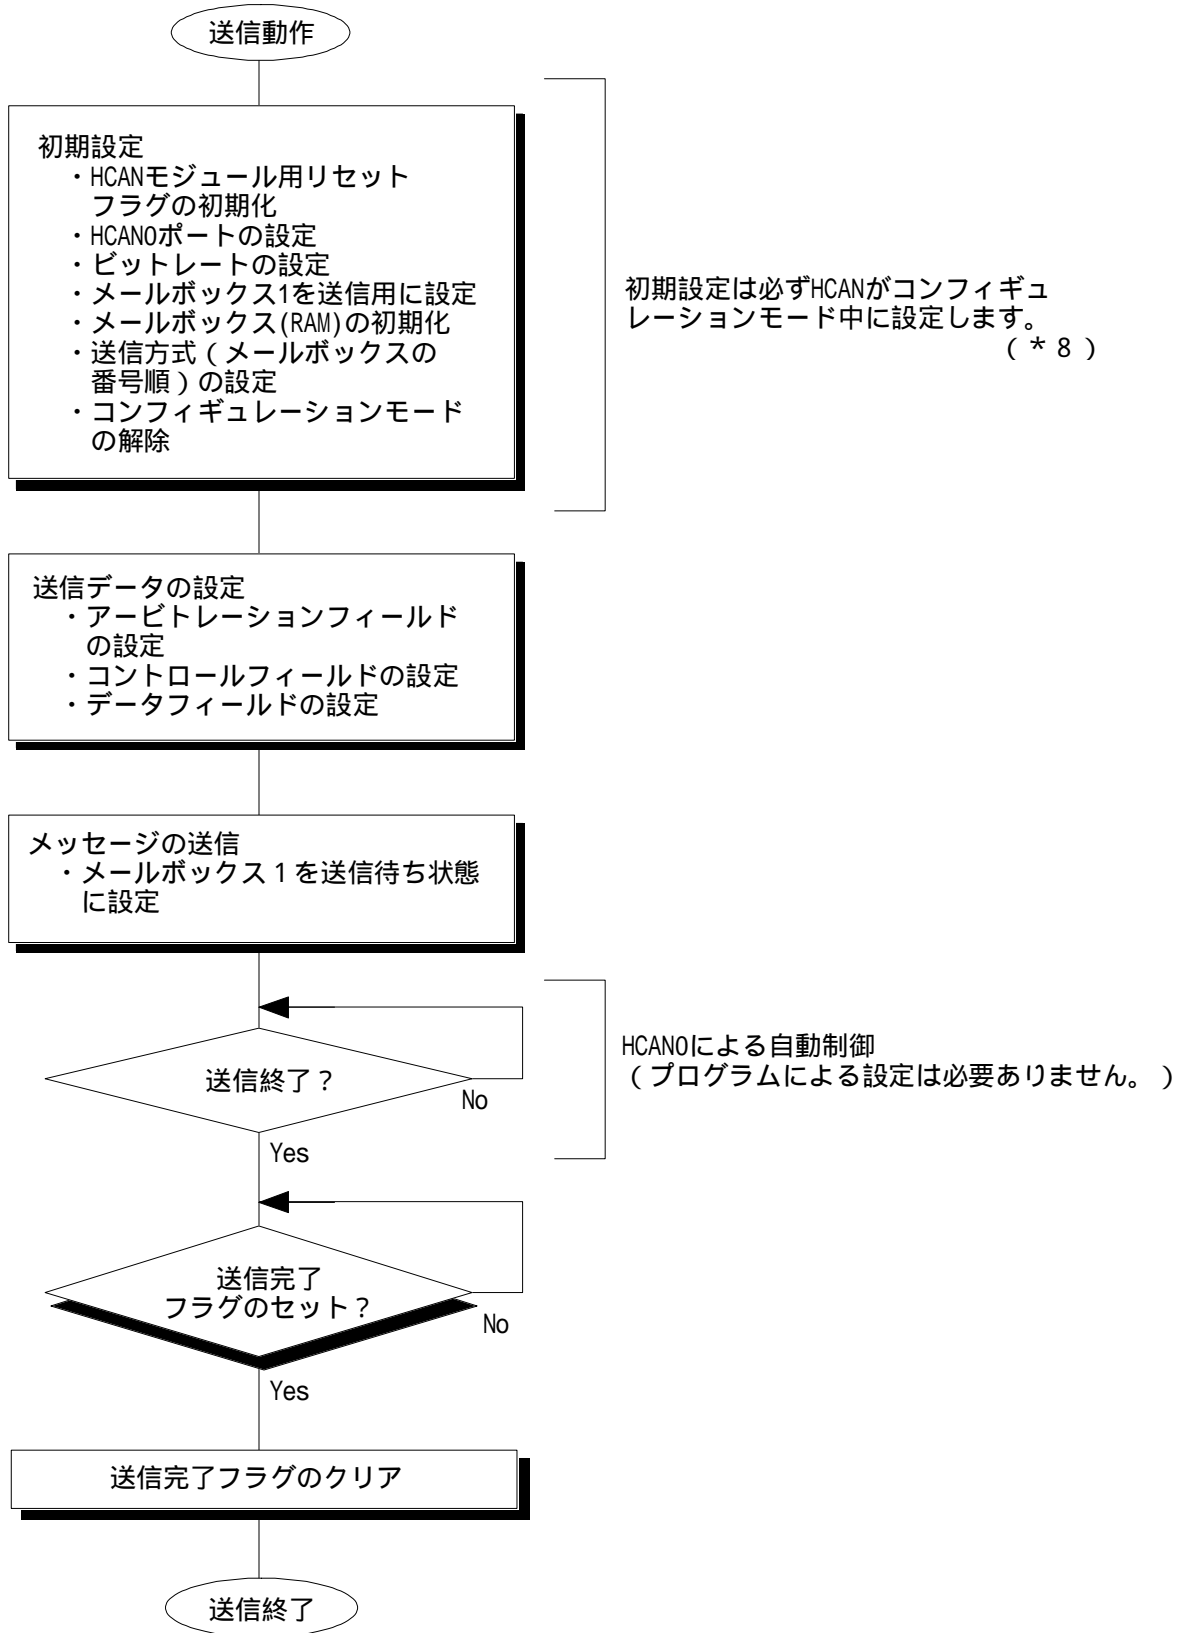 送信動作
初期設定
・HCANモジュール用リセット
フラグの初期化
・HCAN0ポートの設定
・ビットレートの設定
・メールボックス1を送信用に設定
・メールボックス(RAM)の初期化
・送信方式(メールボックスの
番号順)の設定
・コンフィギュレーションモード
の解除
初期設定は必ずHCANがコンフィギュ
レーションモード中に設定します。
(*8)
送信データの設定
・アービトレーションフィールド
の設定
・コントロールフィールドの設定
・データフィールドの設定
メッセージの送信
・メールボックス1を送信待ち状態
に設定
送信終了?
No
Yes
HCAN0による自動制御
(プログラムによる設定は必要ありません。)
送信完了
フラグのセット?
No
Yes
送信完了フラグのクリア
送信終了